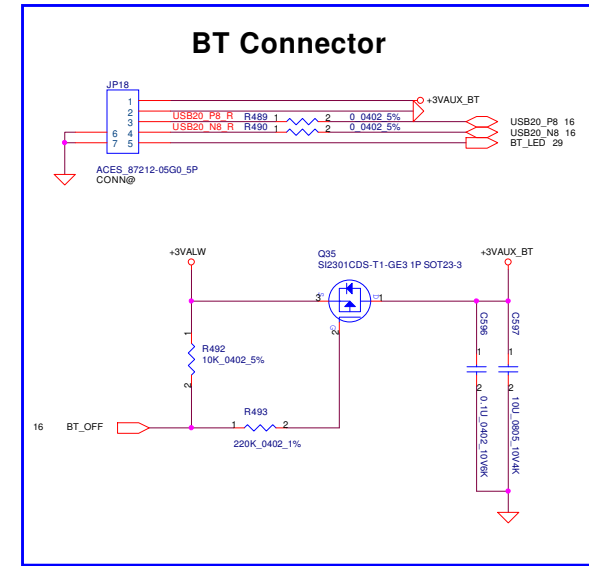 BT Connector
JP18
1
2
3
4
5
6
7
+3VAUX_BT
USB20_P8_R R489 1 2 0_0402_5%
USB20_N8_R R490 1 2 0_0402_5%
USB20_P8 16
USB20_N8 16
BT_LED 29
ACES_87212-05G0_5P
CONN@
+3VALW
Q35
SI2301CDS-T1-GE3 1P SOT23-3
+3VAUX_BT
S
3
D
1
G
2
1
R492
10K_0402_5%
2
C596
1
2
0.1U_0402_10V6K
C597
1
2
10U_0805_10V4K
R493
16 BT_OFF
1 2
220K_0402_1%